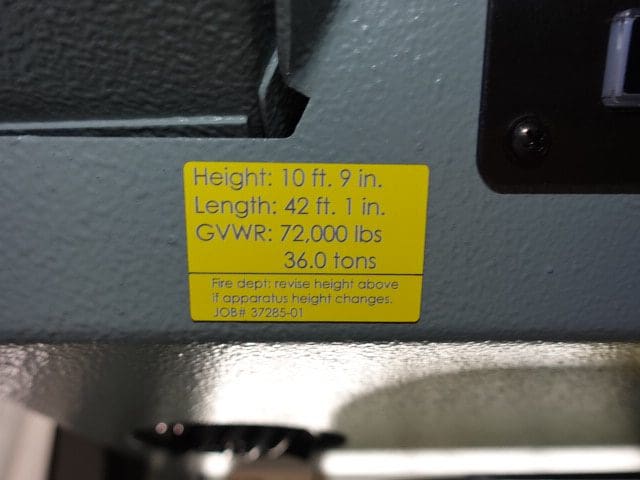 Height: 10 ft. 9 in.
Length: 42 ft. 1 in.
GVWR: 72,000 lbs
36.0 tons
Fire dept: revise height above
if apparatus height changes.
JOB# 37285-01